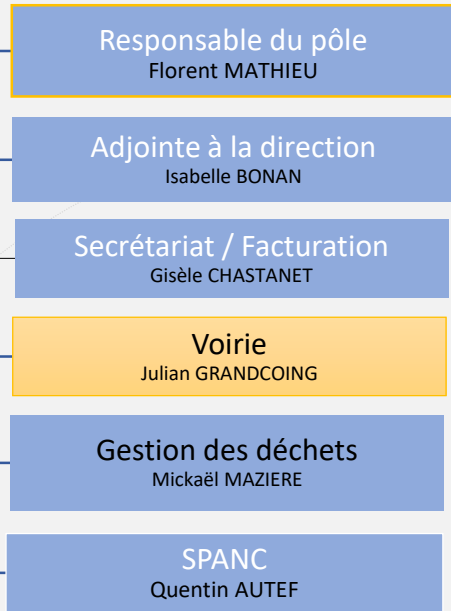 Responsable du pôle
Florent MATHIEU
Adjointe à la direction
Isabelle BONAN
Secrétariat / Facturation
Gisèle CHASTANET
Voirie
Julian GRANDCOING
Gestion des déchets
Mickaël MAZIERE
SPANC
Quentin AUTEF